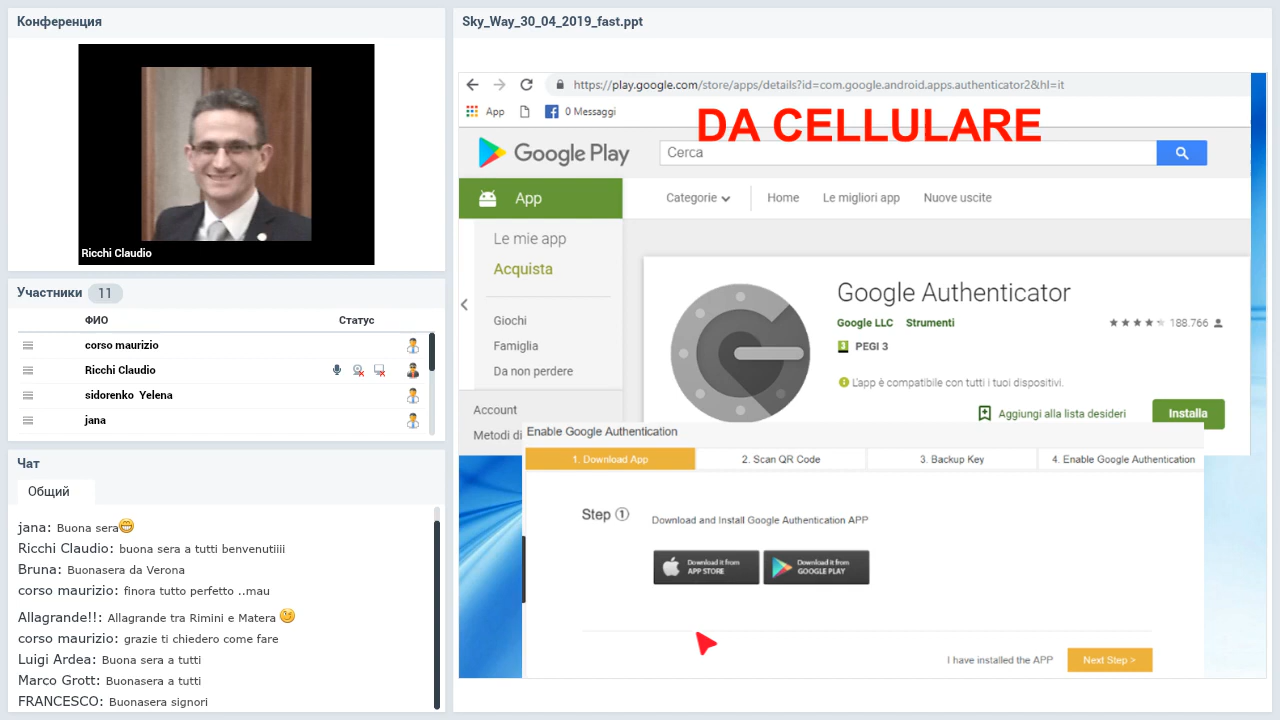 Конференция
Ricchi Claudio
Участники 11
ФИО Статус
corso maurizio
Ricchi Claudio
sidorenko Yelena
jana
Чат
Общий
jana: Buona sera
Ricchi Claudio: buona sera a tutti benvenutiiii
Bruna: Buonasera da Verona
corso maurizio: finora tutto perfetto ..mau
Allagrande!!: Allagrande tra Rimini e Matera
corso maurizio: grazie ti chiedero come fare
Luigi Ardea: Buona sera a tutti
Marco Grott: Buonasera a tutti
FRANCESCO: Buonasera signori
Sky_Way_30_04_2019_fast.ppt
https://play.google.com/store/apps/details?id=com.google.android.apps.authenticator2&hl=it
App 0 Messaggi
DA CELLULARE
Google Play Cerca
App Categorie Home Le migliori app Nuove uscite
Le mie app
Acquista
Giochi
Famiglia
Da non perdere
Account
Metodi di
Google Authenticator
Google LLC Strumenti 188.766
3 PEGI 3
L'app è compatibile con tutti i tuoi dispositivi.
Aggiungi alla lista desideri Installa
Enable Google Authentication
1. Download App 2. Scan QR Code 3. Backup Key 4. Enable Google Authentication
Step 1 Download and Install Google Authentication APP
Download it from APP STORE
Download it from GOOGLE PLAY
I have installed the APP Next Step >